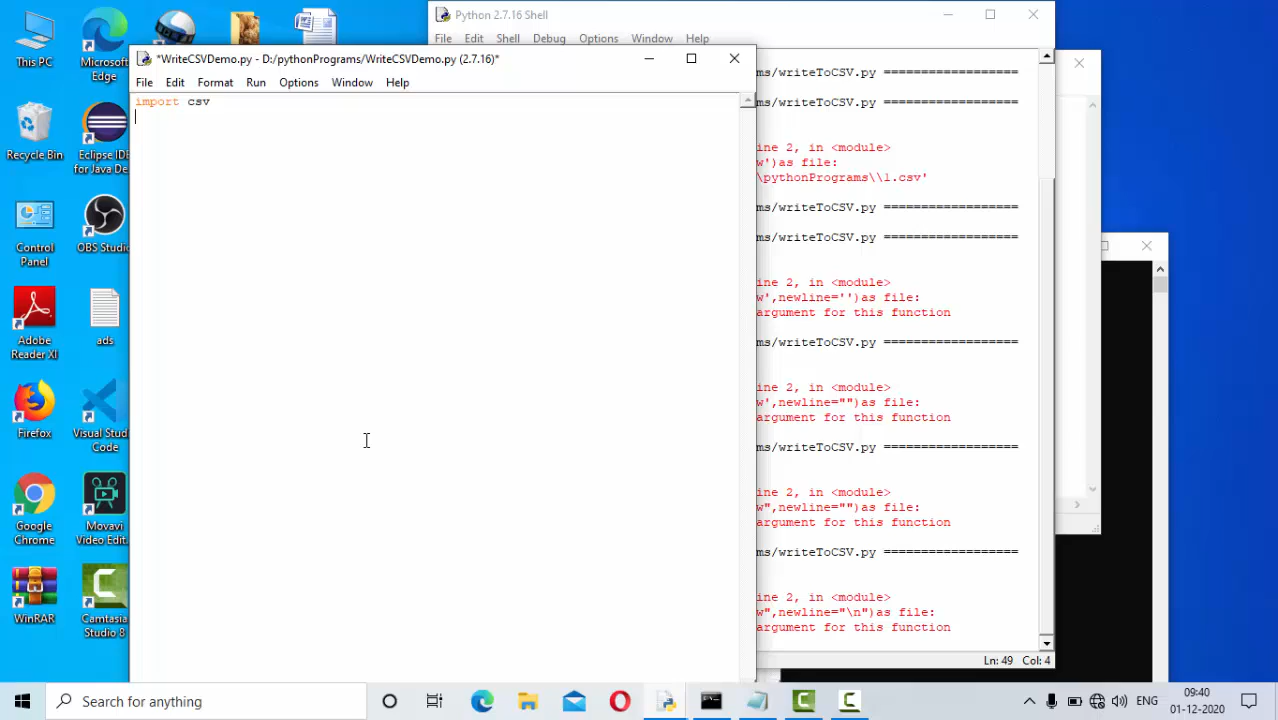 This PC
Microsoft Edge
Recycle Bin
Eclipse IDE for Java De...
Control Panel
OBS Studio
Adobe Reader XI
ads
Firefox
Visual Studi Code
Google Chrome
Movavi Video Edit...
WinRAR
Camtasia Studio 8
Python 2.7.16 Shell
File Edit Shell Debug Options Window Help
*WriteCSVDemo.py - D:/pythonPrograms/WriteCSVDemo.py (2.7.16)*
File Edit Format Run Options Window Help
import csv
ms/writeToCSV.py ==================
ms/writeToCSV.py ==================
ine 2, in <module>
w')as file:
\pythonPrograms\\1.csv'
ms/writeToCSV.py ==================
ms/writeToCSV.py ==================
ine 2, in <module>
w',newline='')as file:
argument for this function
ms/writeToCSV.py ==================
ine 2, in <module>
w',newline="")as file:
argument for this function
ms/writeToCSV.py ==================
ine 2, in <module>
w",newline="")as file:
argument for this function
ms/writeToCSV.py ==================
ine 2, in <module>
w",newline="\n")as file:
argument for this function
Ln: 49 Col: 4
Search for anything
ENG
09:40
01-12-2020